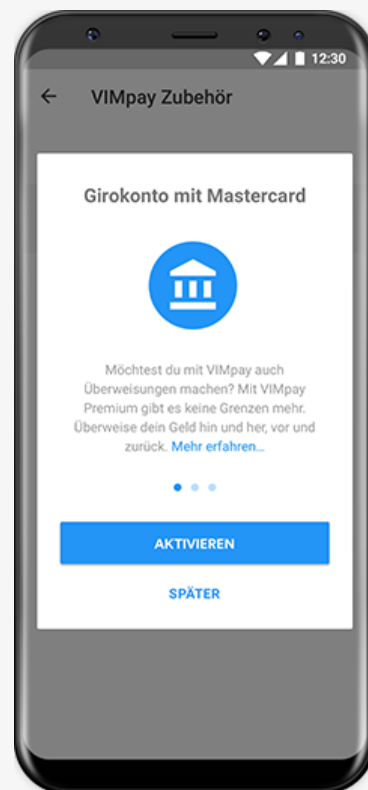 12:30
VIMpay Zubehör
Girokonto mit Mastercard
Möchtest du mit VIMpay auch
Überweisungen machen? Mit VIMpay
Premium gibt es keine Grenzen mehr.
Überweise dein Geld hin und her, vor und
zurück. Mehr erfahren...
AKTIVIEREN
SPÄTER